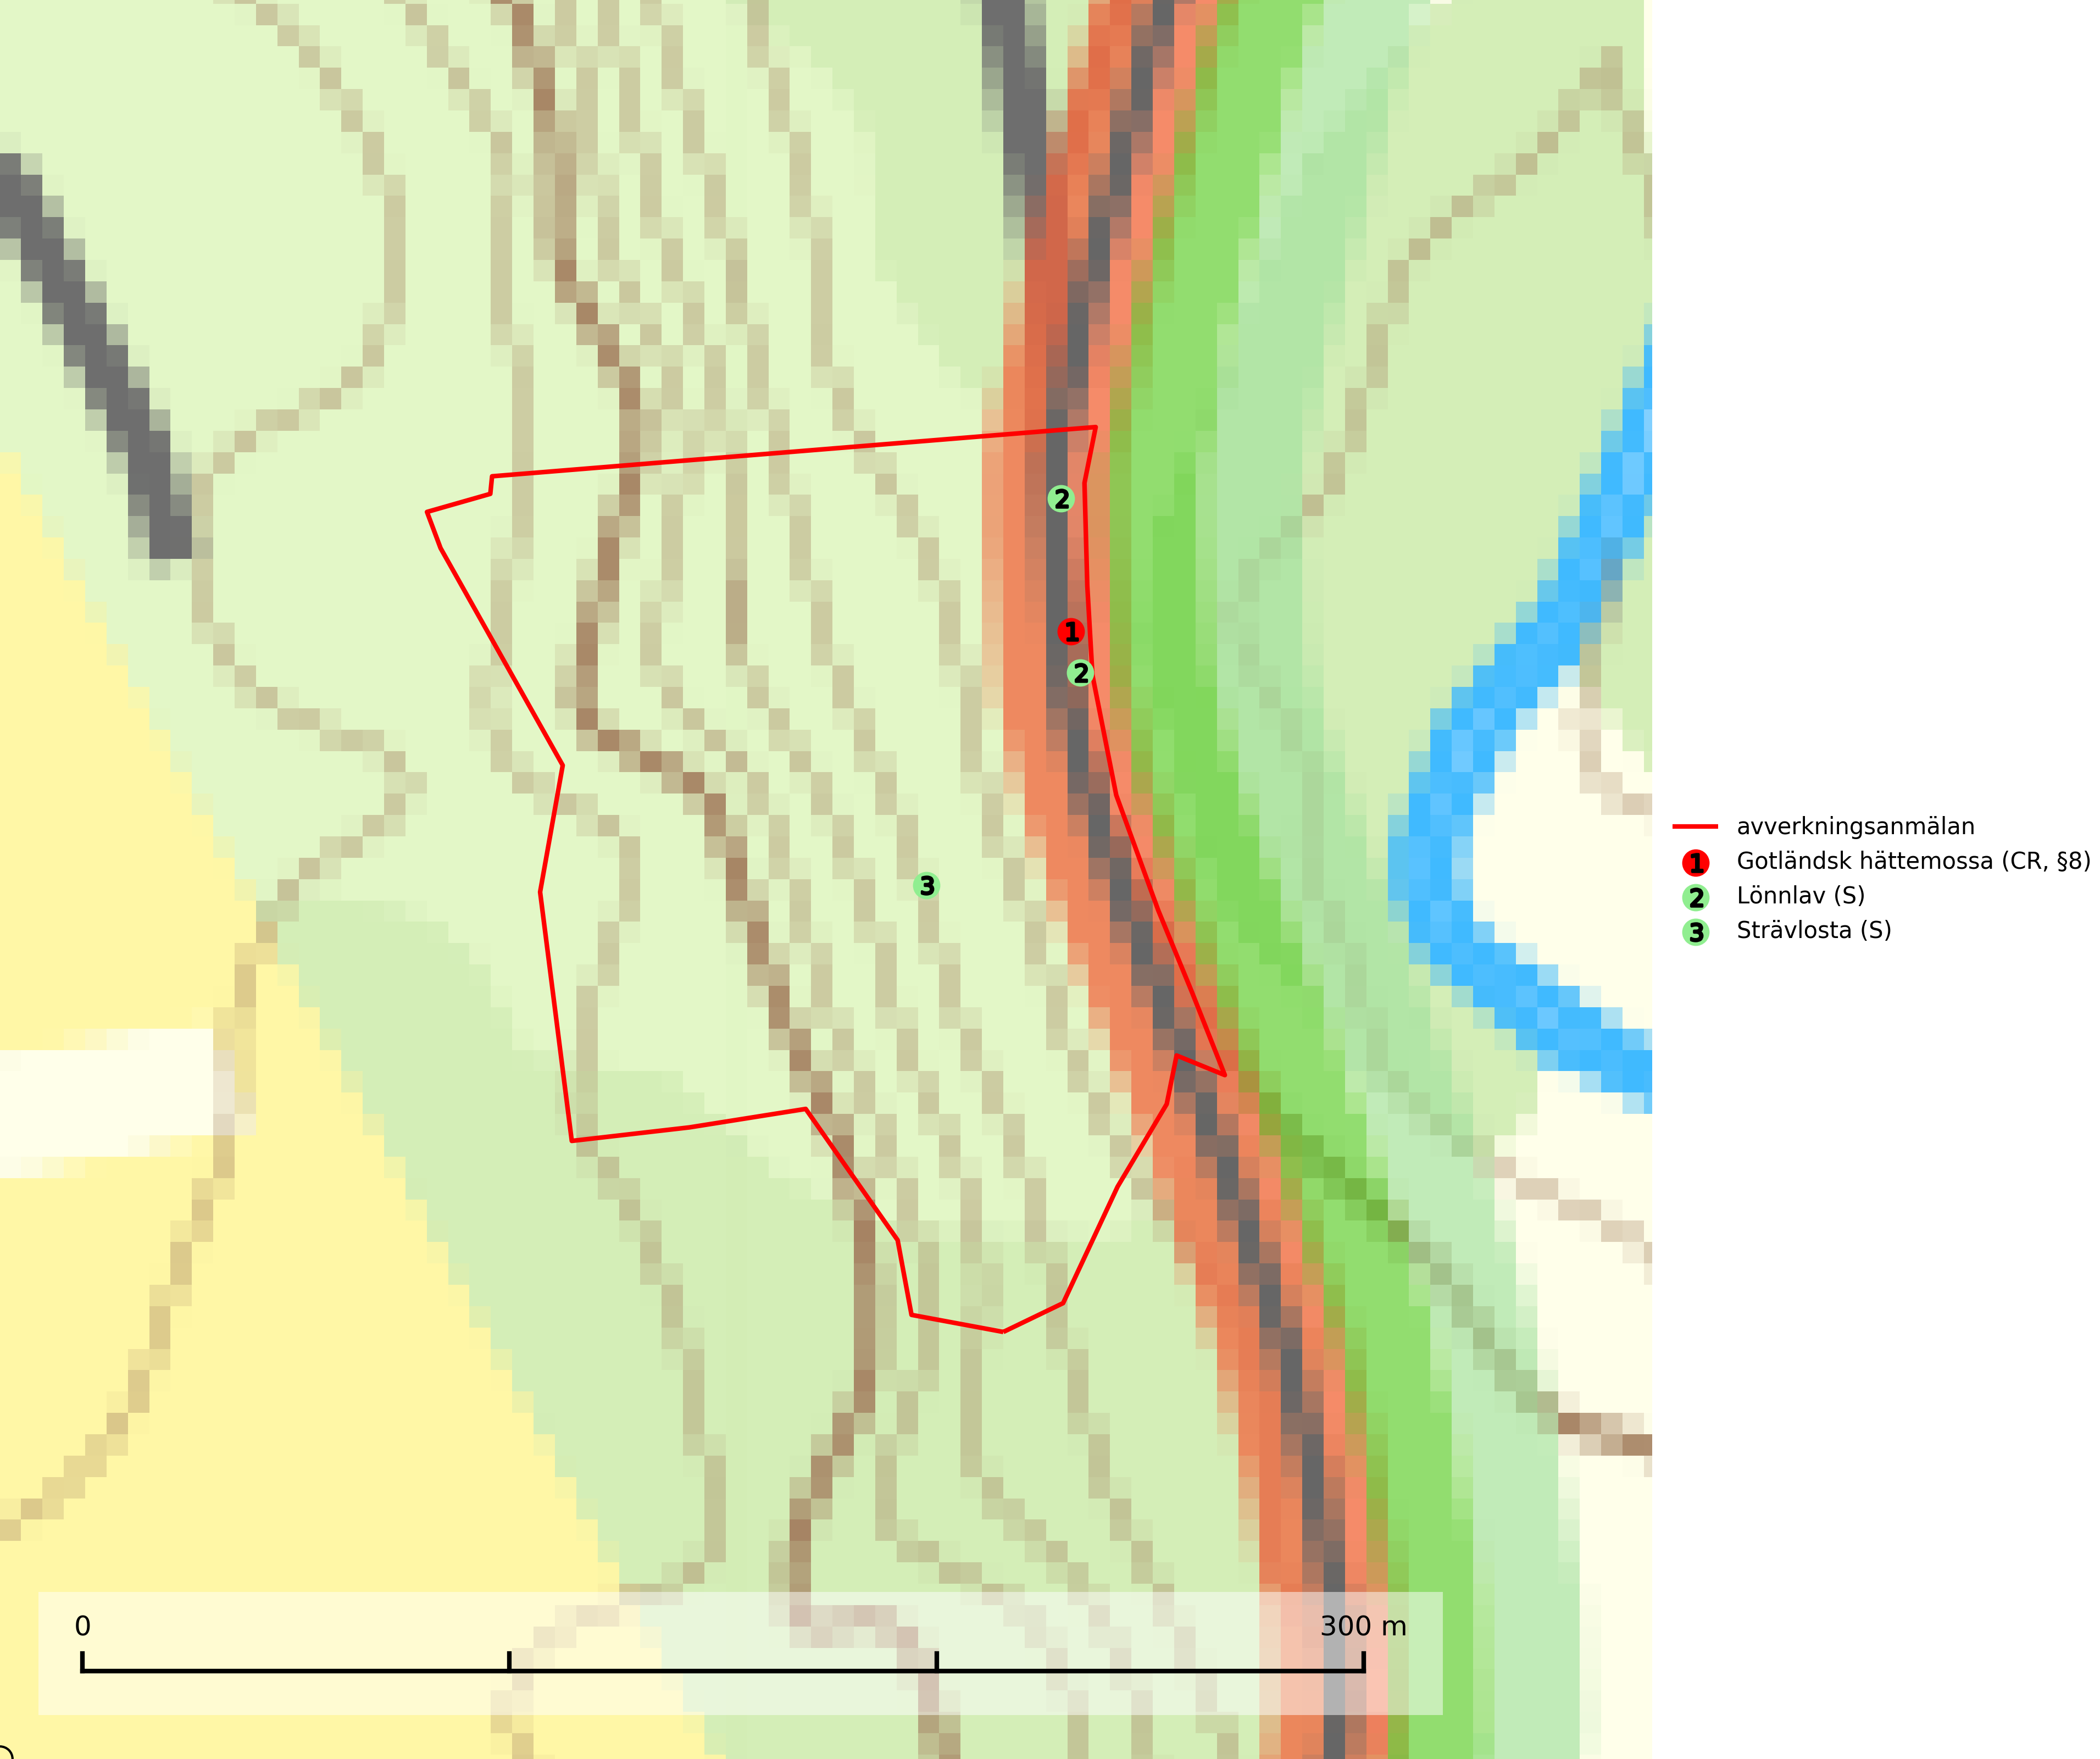 2
1
2
3
avverkningsanmälan
1 Gotländsk hättemossa (CR, §8)
2 Lönnlav (S)
3 Strävlosta (S)
0 300 m